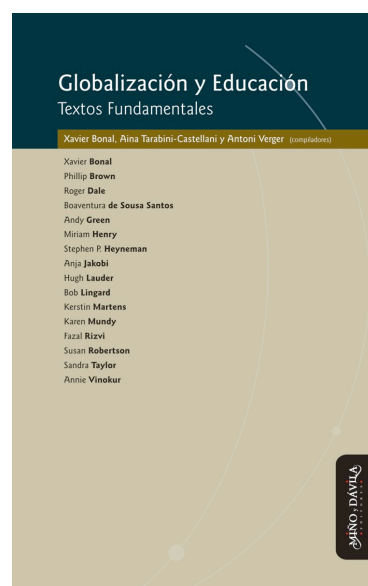 Globalización y Educación
Textos Fundamentales
Xavier Bonal, Aina Tarabini-Castellani y Antoni Verger (compiladores)
Xavier Bonal
Phillip Brown
Roger Dale
Boaventura de Sousa Santos
Andy Green
Miriam Henry
Stephen P. Heyneman
Anja Jakobi
Hugh Lauder
Bob Lingard
Kerstin Martens
Karen Mundy
Fazal Rizvi
Susan Robertson
Sandra Taylor
Annie Vinokur
MIÑO y DÁVILA
EDITORES